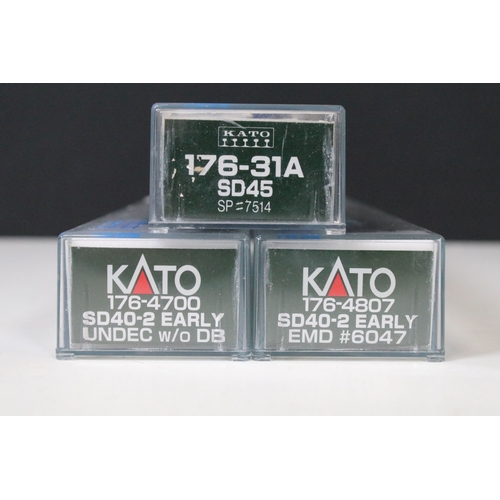 KATO
176-31A
SD45
SP=7514
KATO
176-4700
SD40-2 EARLY
UNDEC w/o DB
KATO
176-4807
SD40-2 EARLY
EMD #6047